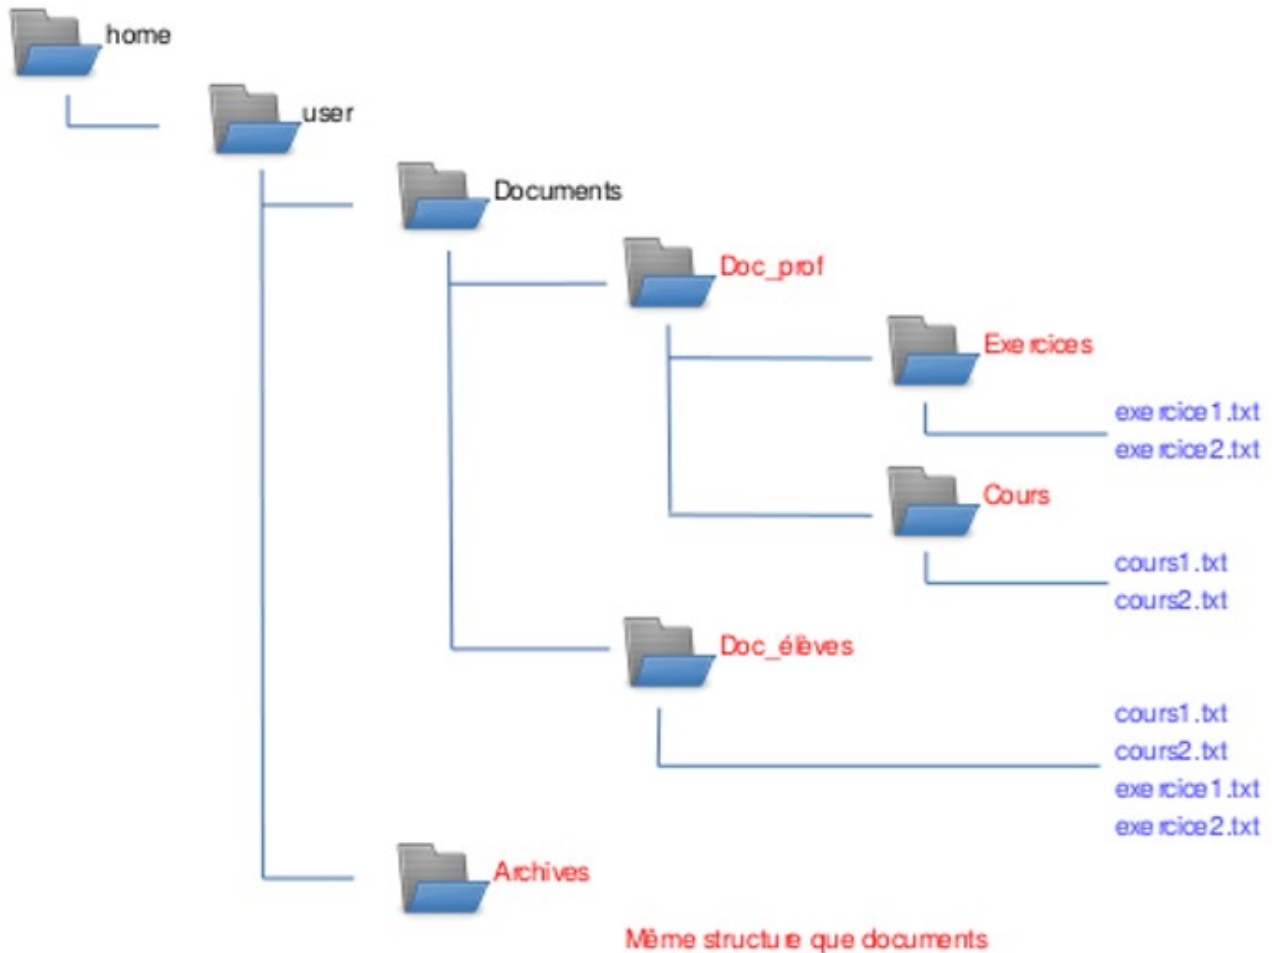 home
user
Documents
Doc_prof
Exercices
exercice1.txt
exercice2.txt
Cours
cours1.txt
cours2.txt
Doc_élèves
cours1.txt
cours2.txt
exercice1.txt
exercice2.txt
Archives
Même structure que documents